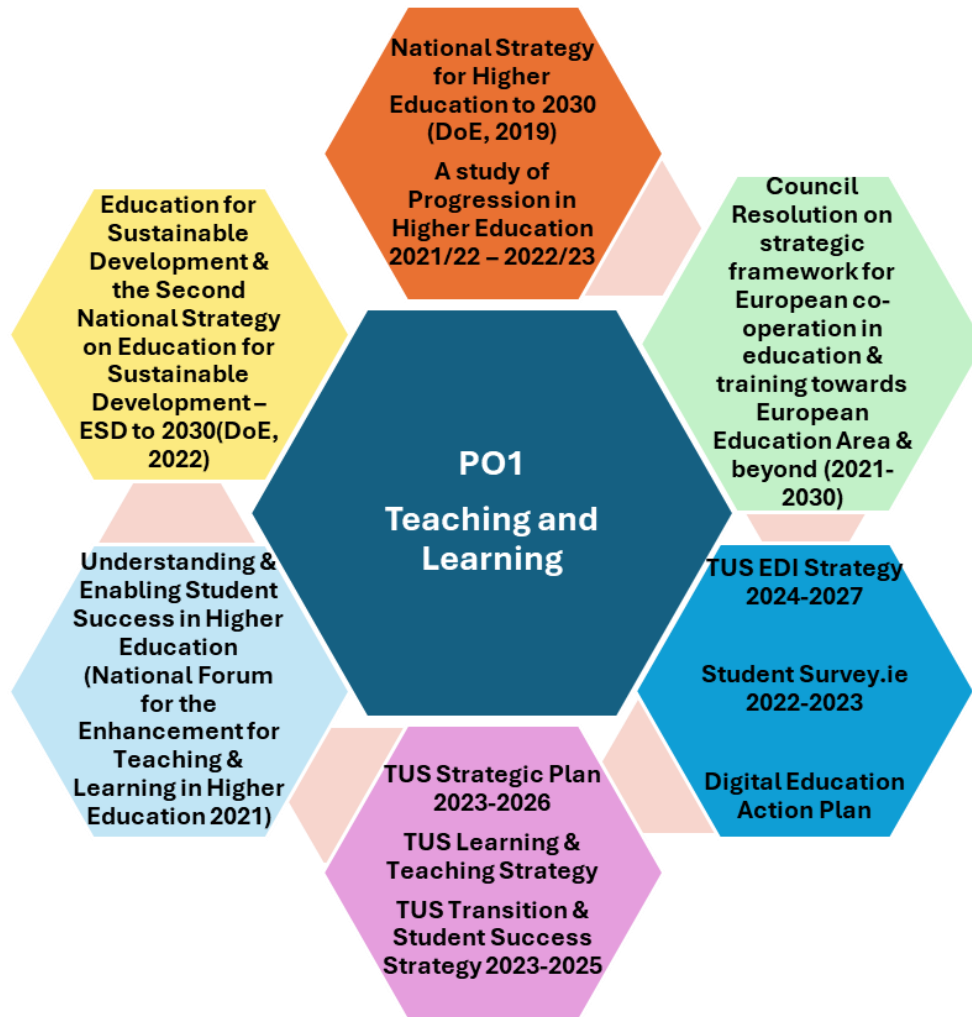 National Strategy
for Higher
Education to 2030
(DoE, 2019)
A study of
Progression in
Higher Education
2021/22 – 2022/23
Council
Resolution on
strategic
framework for
European co-
operation in
education &
training towards
European
Education Area &
beyond (2021-
2030)
TUS EDI Strategy
2024-2027
Student Survey.ie
2022-2023
Digital Education
Action Plan
TUS Strategic Plan
2023-2026
TUS Learning &
Teaching Strategy
TUS Transition &
Student Success
Strategy 2023-2025
Understanding &
Enabling Student
Success in Higher
Education
(National Forum
for the
Enhancement for
Teaching &
Learning in Higher
Education 2021)
Education for
Sustainable
Development &
the Second
National Strategy
on Education for
Sustainable
Development –
ESD to 2030(DoE,
2022)
PO1
Teaching and
Learning